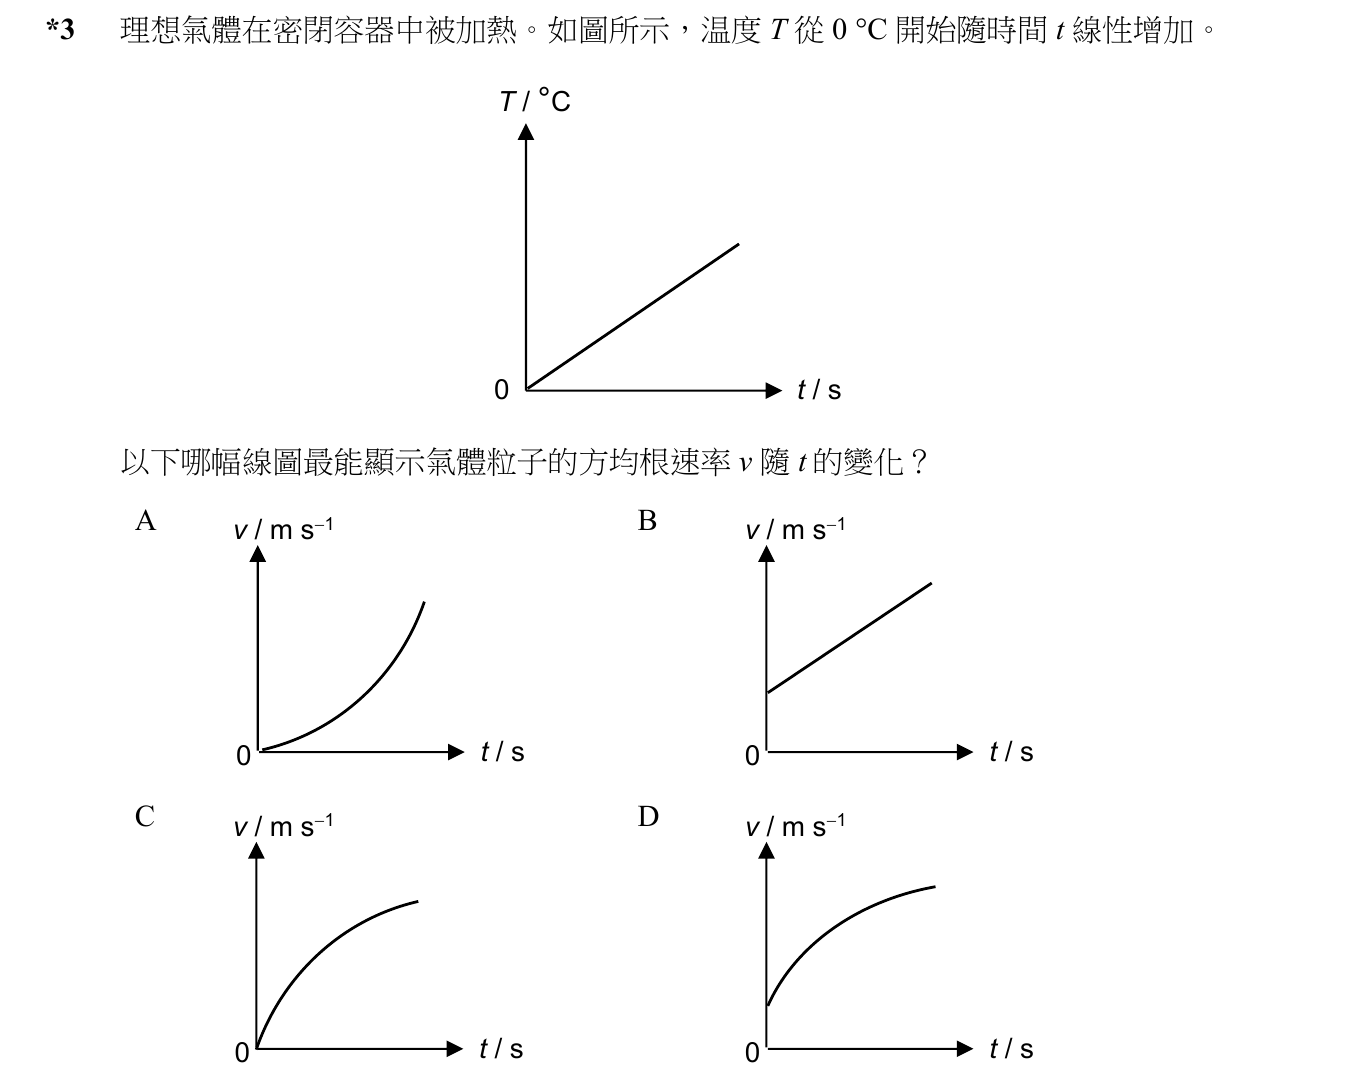 *3 理想氣體在密閉容器中被加熱。如圖所示，温度 T 從 0 °C 開始隨時間 t 線性增加。
T / °C
0
t / s
以下哪幅線圖最能顯示氣體粒子的方均根速率 v 隨 t 的變化？
A
v / m s⁻¹
0
t / s
B
v / m s⁻¹
0
t / s
C
v / m s⁻¹
0
t / s
D
v / m s⁻¹
0
t / s